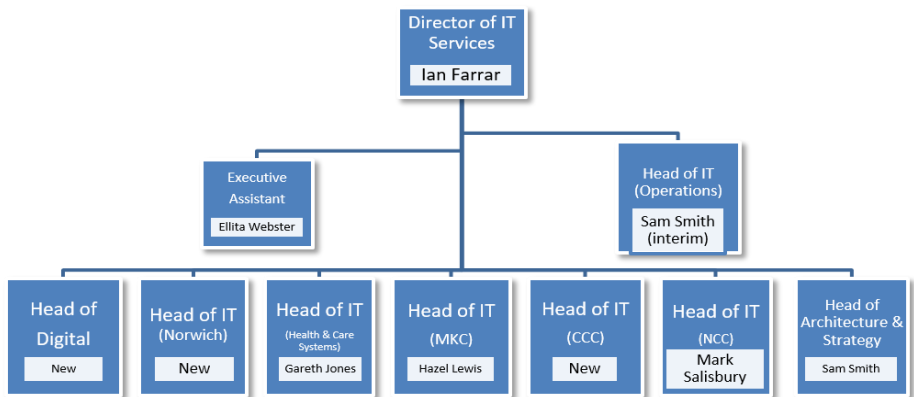 Director of IT
Services
Ian Farrar
Executive
Assistant
Ellita Webster
Head of IT
(Operations)
Sam Smith
(interim)
Head of
Digital
New
Head of IT
(Norwich)
New
Head of IT
(Health & Care
Systems)
Gareth Jones
Head of IT
(MKC)
Hazel Lewis
Head of IT
(CCC)
New
Head of IT
(NCC)
Mark
Salisbury
Head of
Architecture &
Strategy
Sam Smith